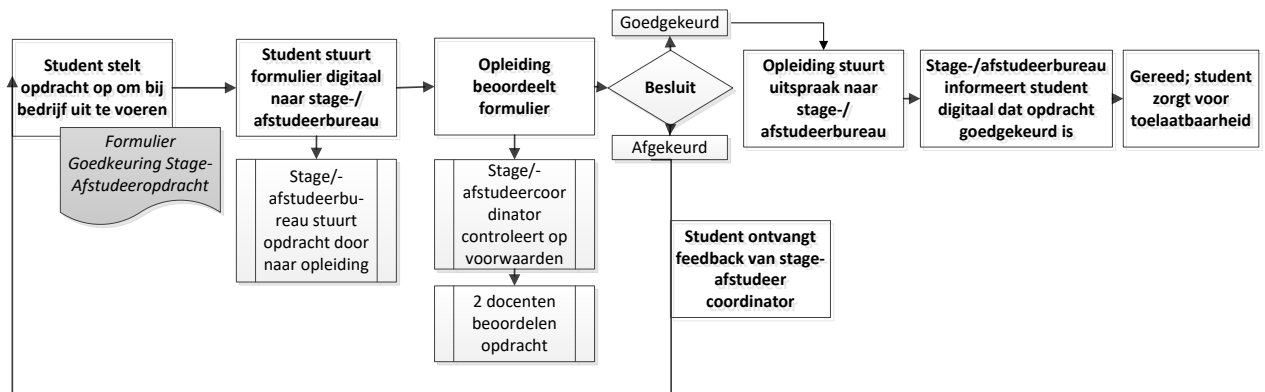 Student stelt
opdracht op om bij
bedrijf uit te voeren
Formulier
Goedkeuring Stage-
Afstudeeropdracht
Student stuurt
formulier digitaal
naar stage-/
afstudeerbureau
Stage/-
afstudeerbu-
reau stuurt
opdracht door
naar opleiding
Opleiding
beoordeelt
formulier
Stage/-
afstudeercoor
dinator
controleert op
voorwaarden
2 docenten
beoordelen
opdracht
Goedgekeurd
Besluit
Afgekeurd
Student ontvangt
feedback van stage-
afstudeer
coordinator
Opleiding stuurt
uitspraak naar
stage-/
afstudeerbureau
Stage-/afstudeerbureau
informeert student
digitaal dat opdracht
goedgekeurd is
Gereed; student
zorgt voor
toelaatbaarheid